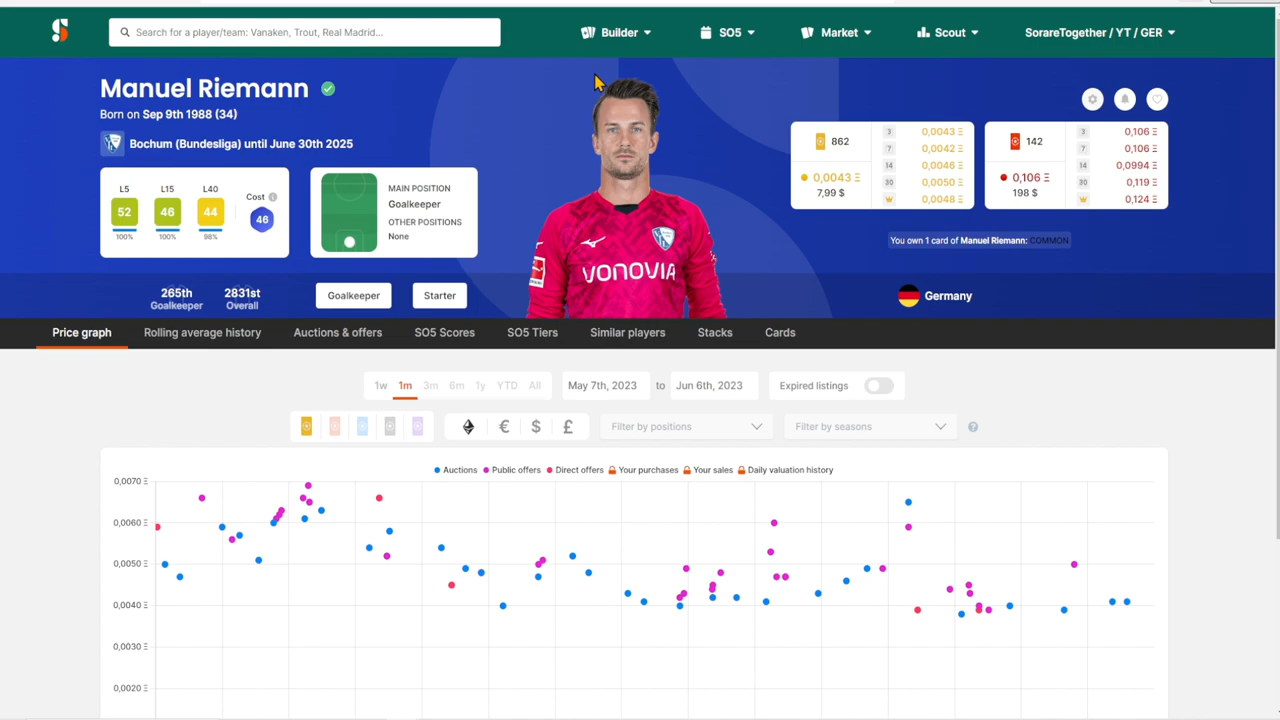 Search for a player/team: Vanaken, Trout, Real Madrid...
Builder
SO5
Market
Scout
SorareTogether / YT / GER
Manuel Riemann
Born on Sep 9th 1988 (34)
Bochum (Bundesliga) until June 30th 2025
L5 L15 L40 Cost
52 46 44 46
100% 100% 98%
MAIN POSITION
Goalkeeper
OTHER POSITIONS
None
265th 2831st
Goalkeeper Overall
Goalkeeper
Starter
VONOVIA
862
0,0043 Ξ
7,99 $
3 0,0043 Ξ
7 0,0042 Ξ
14 0,0046 Ξ
30 0,0050 Ξ
0,0048 Ξ
142
0,106 Ξ
198 $
3 0,106 Ξ
7 0,106 Ξ
14 0,0994 Ξ
30 0,119 Ξ
0,124 Ξ
You own 1 card of Manuel Riemann: COMMON
Germany
Price graph
Rolling average history
Auctions & offers
SO5 Scores
SO5 Tiers
Similar players
Stacks
Cards
1w 1m 3m 6m 1y YTD All
May 7th, 2023 to Jun 6th, 2023
Expired listings
€ $ £
Filter by positions
Filter by seasons
?
Auctions Public offers Direct offers Your purchases Your sales Daily valuation history
0,0070 Ξ
0,0060 Ξ
0,0050 Ξ
0,0040 Ξ
0,0030 Ξ
0,0020 Ξ